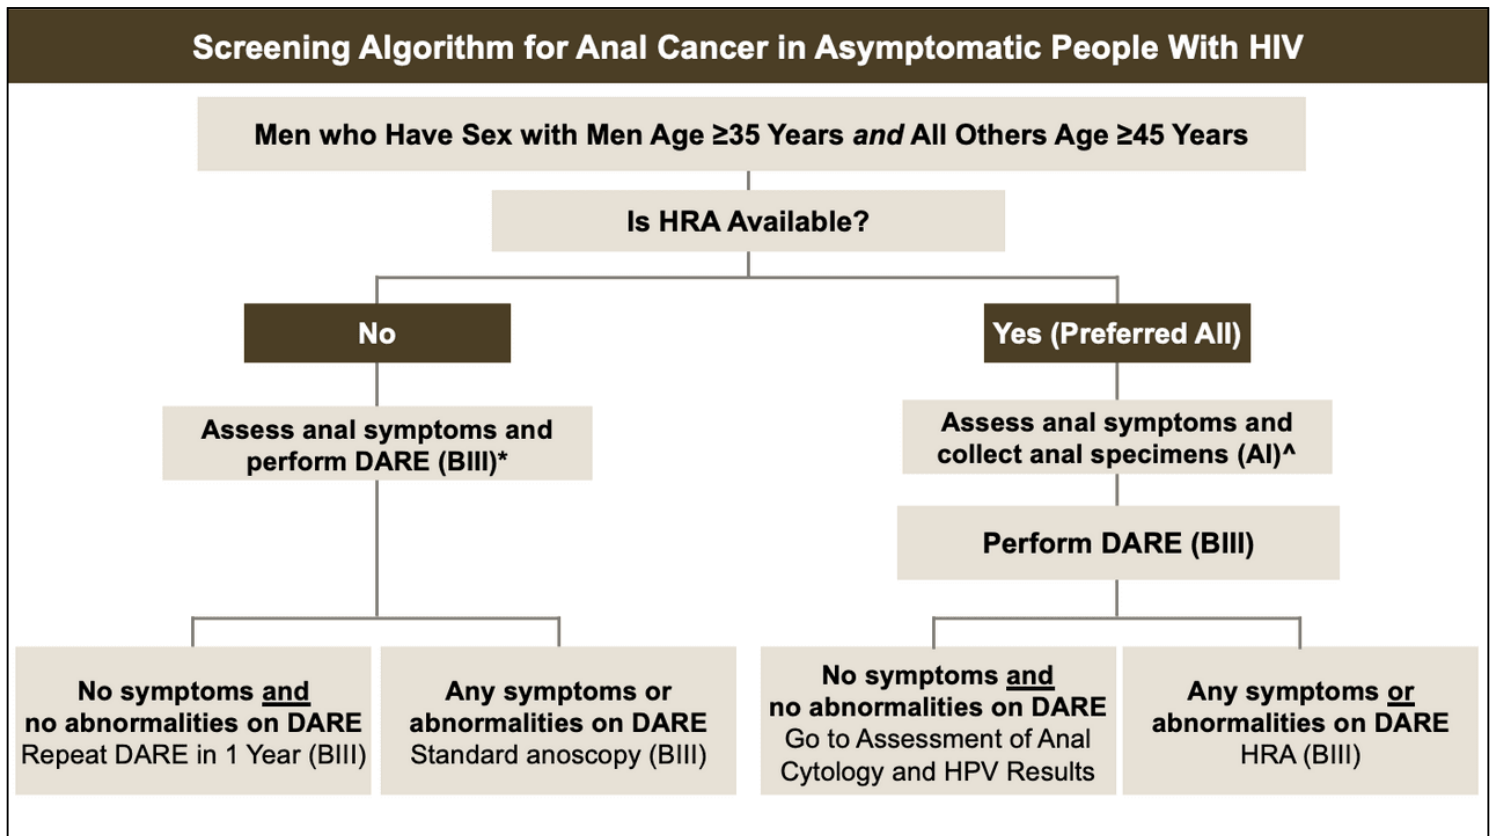 Screening Algorithm for Anal Cancer in Asymptomatic People With HIV
Men who Have Sex with Men Age ≥35 Years and All Others Age ≥45 Years
Is HRA Available?
No
Yes (Preferred AII)
Assess anal symptoms and
perform DARE (BIII)*
Assess anal symptoms and
collect anal specimens (AI)^
Perform DARE (BIII)
No symptoms and
no abnormalities on DARE
Repeat DARE in 1 Year (BIII)
Any symptoms or
abnormalities on DARE
Standard anoscopy (BIII)
No symptoms and
no abnormalities on DARE
Go to Assessment of Anal
Cytology and HPV Results
Any symptoms or
abnormalities on DARE
HRA (BIII)